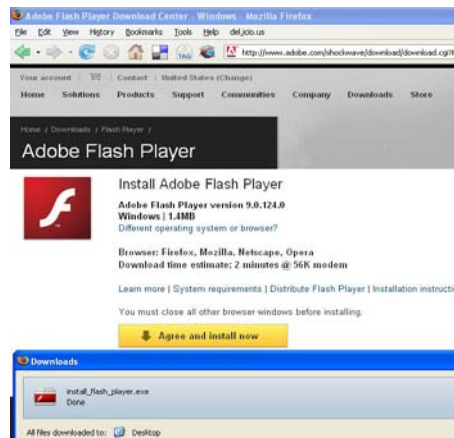 Adobe Flash Player Download Center - Windows - Mozilla Firefox
File Edit View History Bookmarks Tools Help del.icio.us
TAG http://www.adobe.com/shockwave/download/download.cgi?
Your account | Contact | United States (Change)
Home Solutions Products Support Communities Company Downloads Store
Home / Downloads / Flash Player /
Adobe Flash Player
Install Adobe Flash Player
Adobe Flash Player version 9.0.124.0
Windows | 1.4MB
Different operating system or browser?
Browser: Firefox, Mozilla, Netscape, Opera
Download time estimate: 2 minutes @ 56K modem
Learn more | System requirements | Distribute Flash Player | Installation instructi
You must close all other browser windows before installing.
Agree and install now
Downloads
install_flash_player.exe
Done
All files downloaded to: Desktop